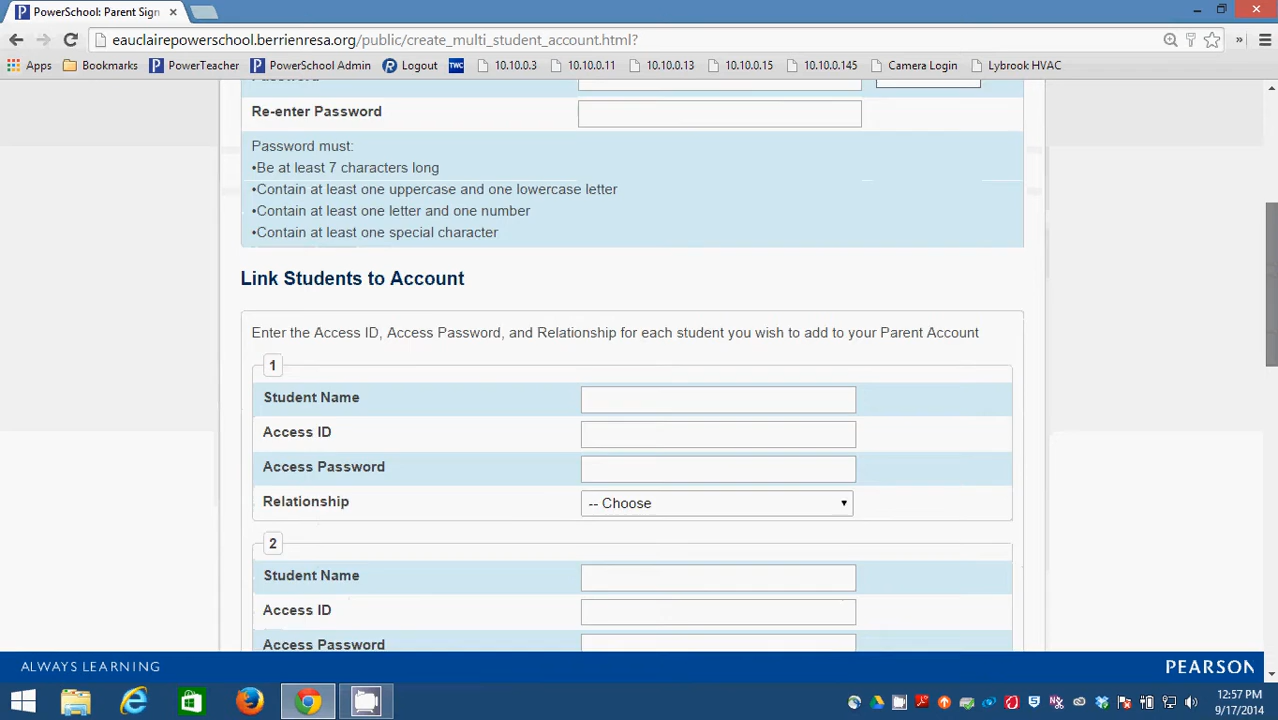 PowerSchool: Parent Sign
eauclairepowerschool.berrienresa.org/public/create_multi_student_account.html?
Apps Bookmarks PowerTeacher PowerSchool Admin Logout TWC 10.10.0.3 10.10.0.11 10.10.0.13 10.10.0.15 10.10.0.145 Camera Login Lybrook HVAC
Password
Re-enter Password
Password must:
•Be at least 7 characters long
•Contain at least one uppercase and one lowercase letter
•Contain at least one letter and one number
•Contain at least one special character
Link Students to Account
Enter the Access ID, Access Password, and Relationship for each student you wish to add to your Parent Account
1
Student Name
Access ID
Access Password
Relationship -- Choose
2
Student Name
Access ID
Access Password
ALWAYS LEARNING PEARSON
12:57 PM
9/17/2014